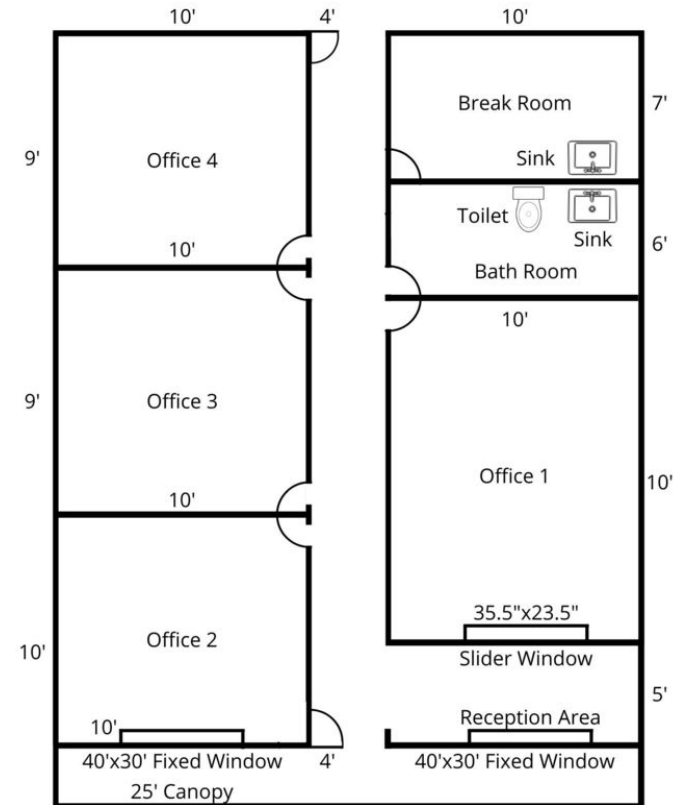 10' 4' 10'
Break Room
7'
9'
Office 4
Sink
Toilet
Sink
6'
10'
Bath Room
10'
9'
Office 3
Office 1
10'
10'
35.5"x23.5"
Office 2
10'
Slider Window
5'
Reception Area
10'
40'x30' Fixed Window 4' 40'x30' Fixed Window
25' Canopy